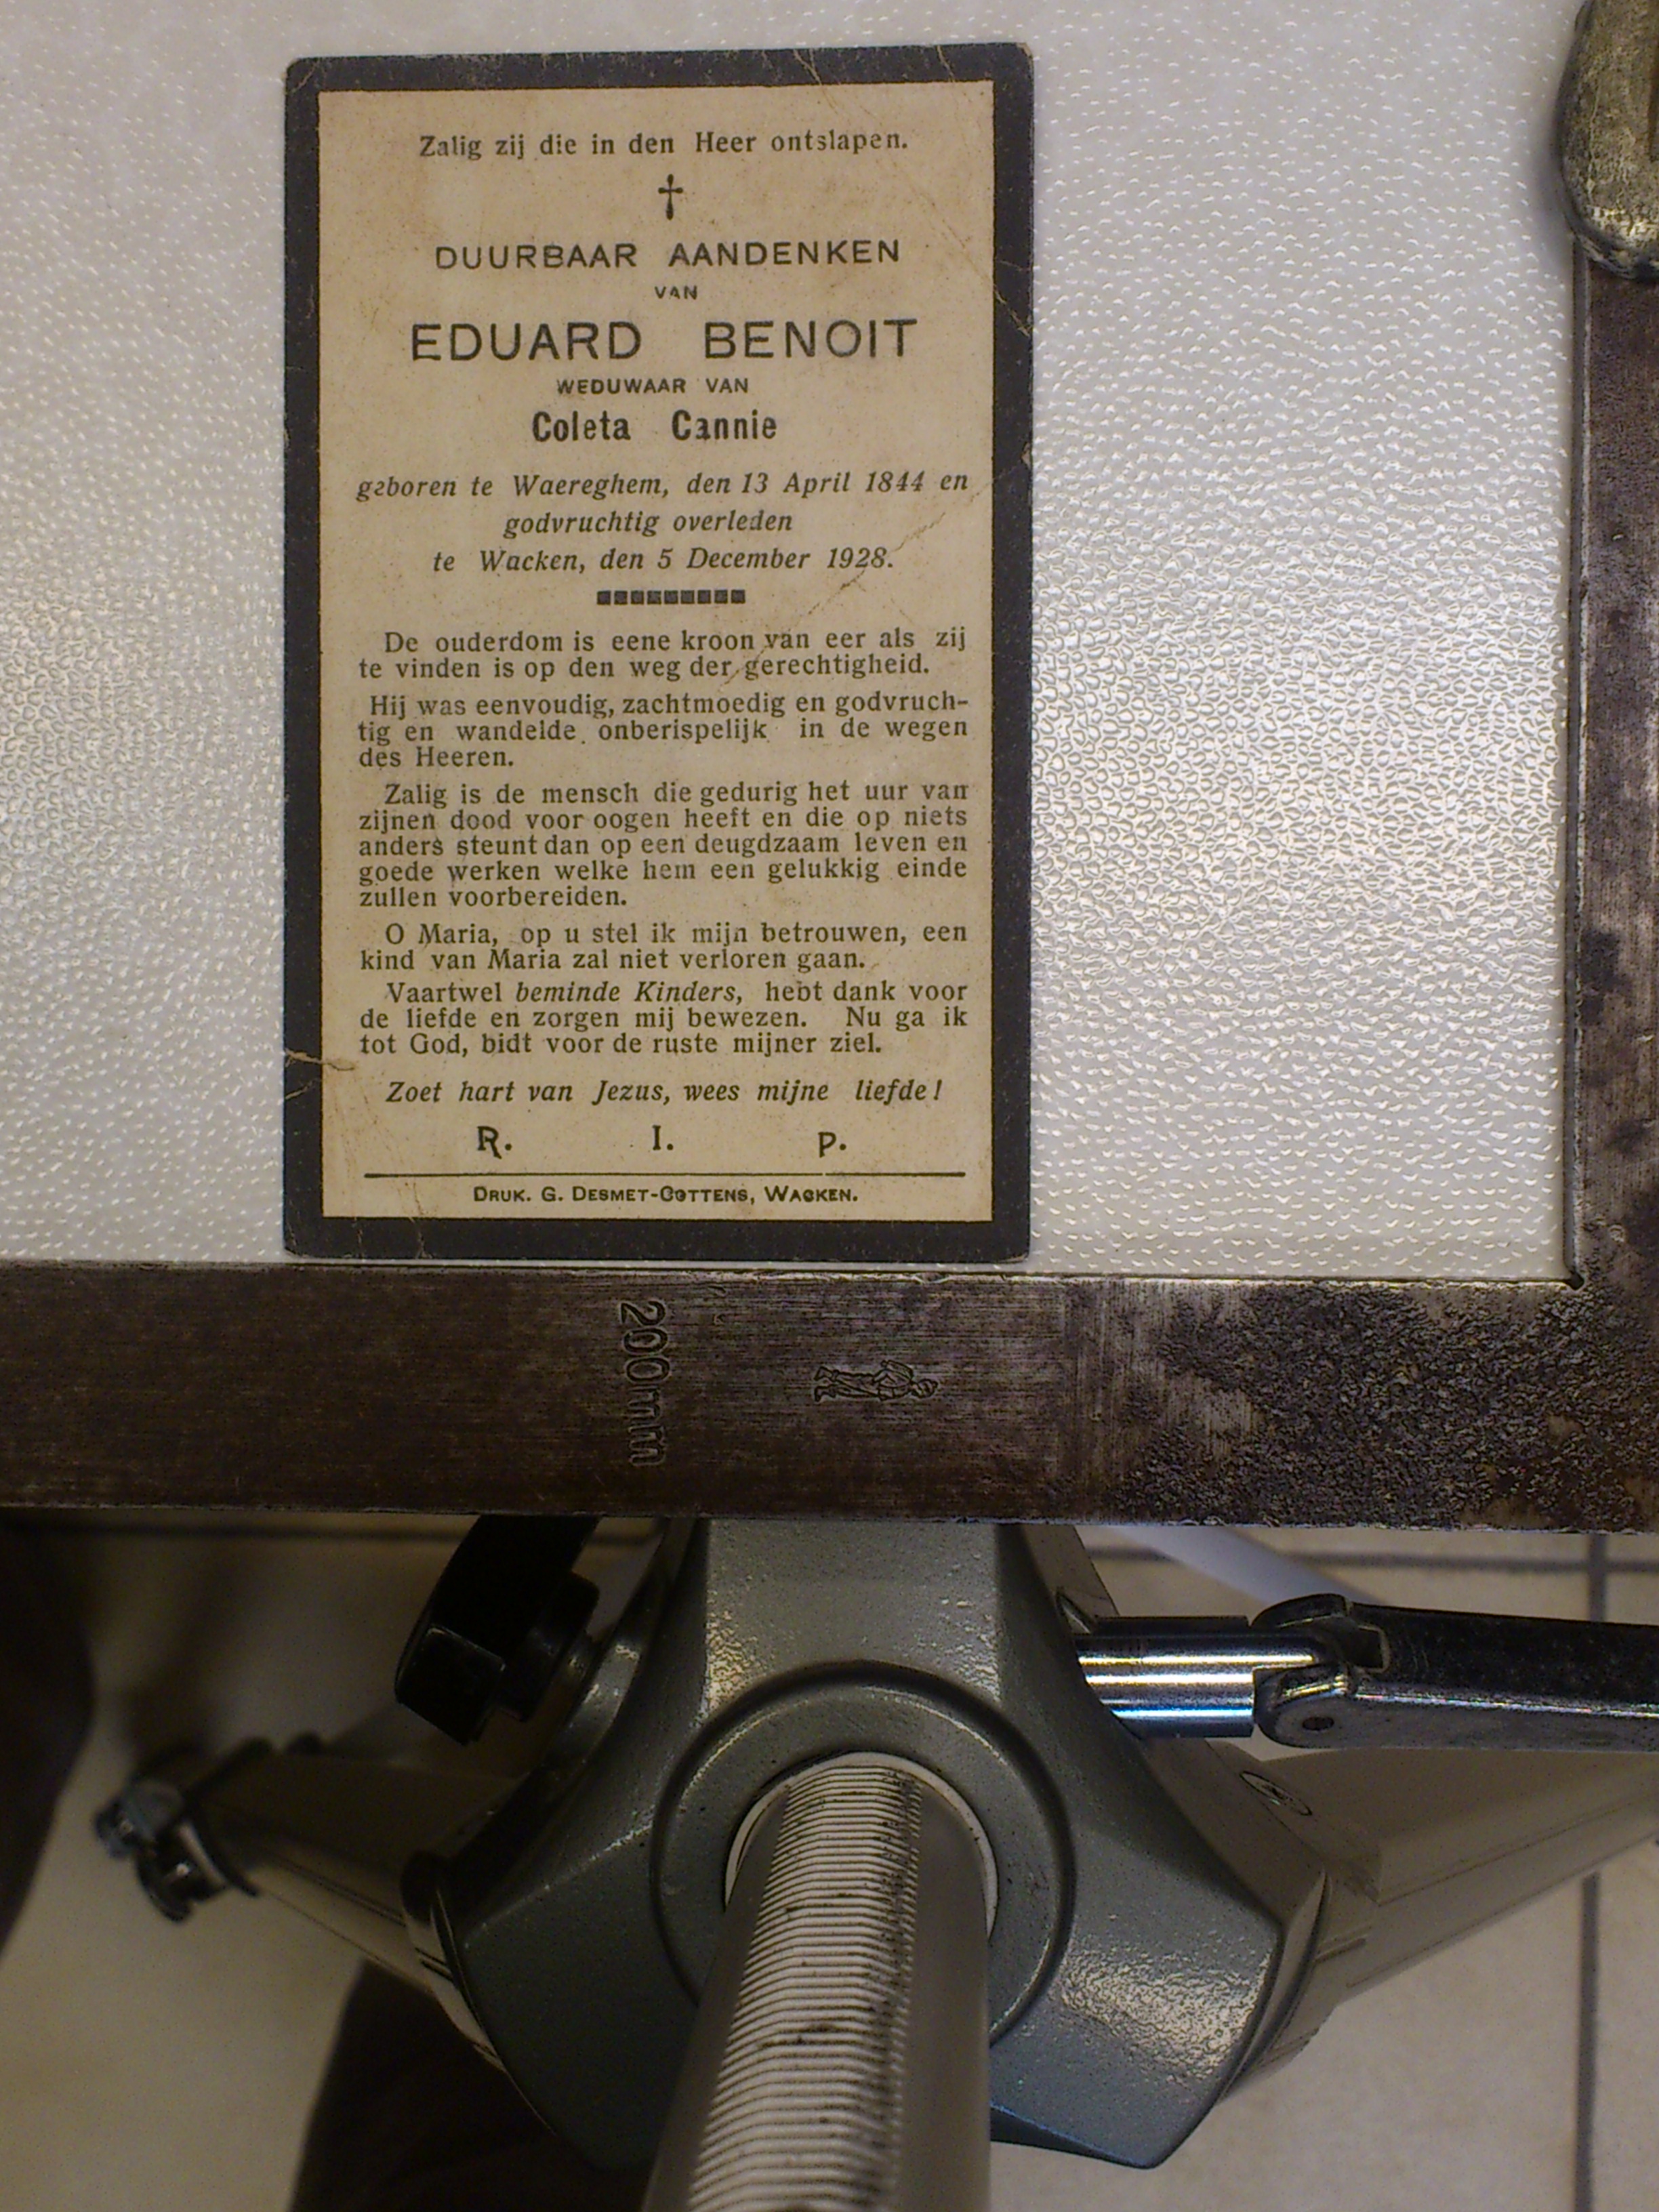 Zalig zij die in den Heer ontslapen.
DUURBAAR AANDENKEN
VAN
EDUARD BENOIT
WEDUWAAR VAN
Coleta Cannie
geboren te Waereghem, den 13 April 1844 en
godvruchtig overleden
te Wacken, den 5 December 1928.
De ouderdom is eene kroon van eer als zij
te vinden is op den weg der gerechtigheid.
Hij was eenvoudig, zachtmoedig en godvruch-
tig en wandelde onberispelijk in de wegen
des Heeren.
Zalig is de mensch die gedurig het uur van
zijnen dood voor oogen heeft en die op niets
anders steunt dan op een deugdzaam leven en
goede werken welke hem een gelukkig einde
zullen voorbereiden.
O Maria, op u stel ik mijn betrouwen, een
kind van Maria zal niet verloren gaan.
Vaartwel beminde Kinders, hebt dank voor
de liefde en zorgen mij bewezen. Nu ga ik
tot God, bidt voor de ruste mijner ziel.
Zoet hart van Jezus, wees mijne liefde!
R. I. P.
DRUK. G. DESMET-COTTENS, WACKEN.
200mm